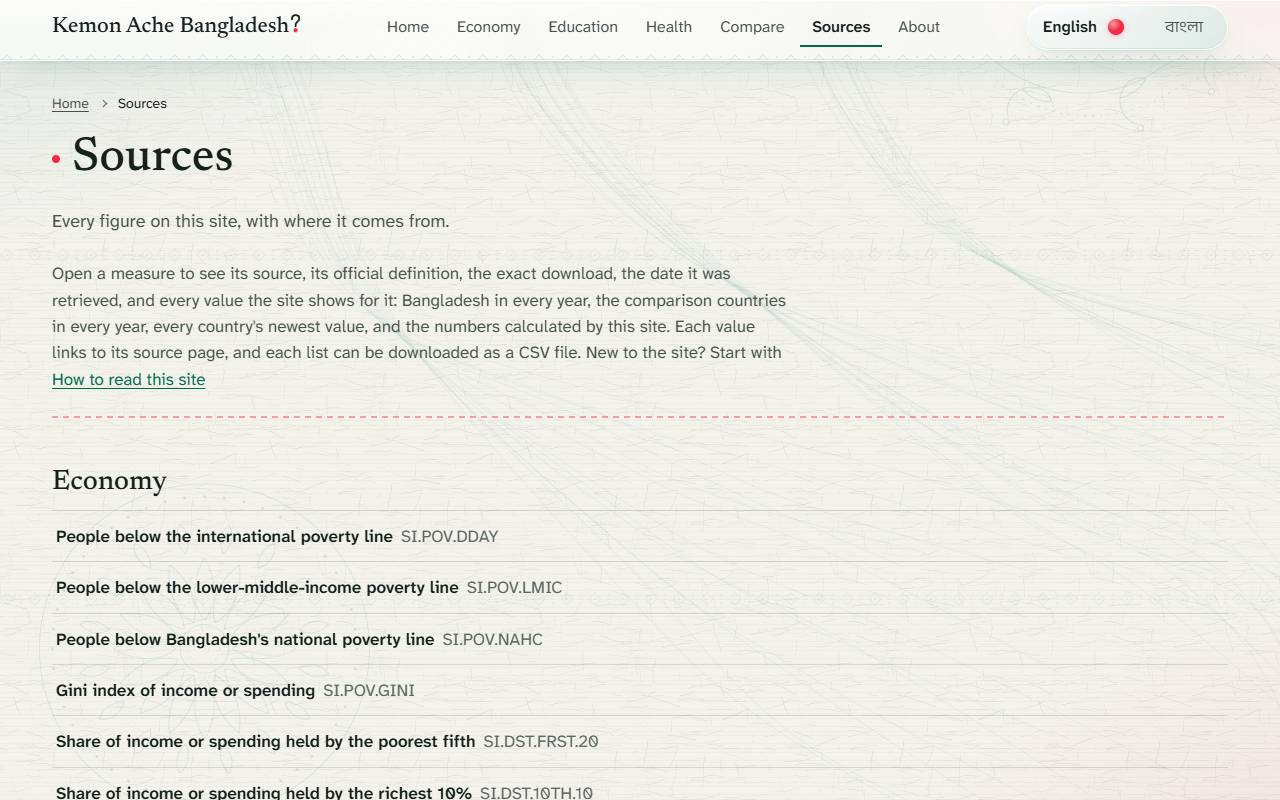 Kemon Ache Bangladesh?
Home Economy Education Health Compare Sources About
English বাংলা
Home > Sources
Sources
Every figure on this site, with where it comes from.
Open a measure to see its source, its official definition, the exact download, the date it was
retrieved, and every value the site shows for it: Bangladesh in every year, the comparison countries
in every year, every country's newest value, and the numbers calculated by this site. Each value
links to its source page, and each list can be downloaded as a CSV file. New to the site? Start with
How to read this site
Economy
People below the international poverty line SI.POV.DDAY
People below the lower-middle-income poverty line SI.POV.LMIC
People below Bangladesh's national poverty line SI.POV.NAHC
Gini index of income or spending SI.POV.GINI
Share of income or spending held by the poorest fifth SI.DST.FRST.20
Share of income or spending held by the richest 10% SI.DST.10TH.10